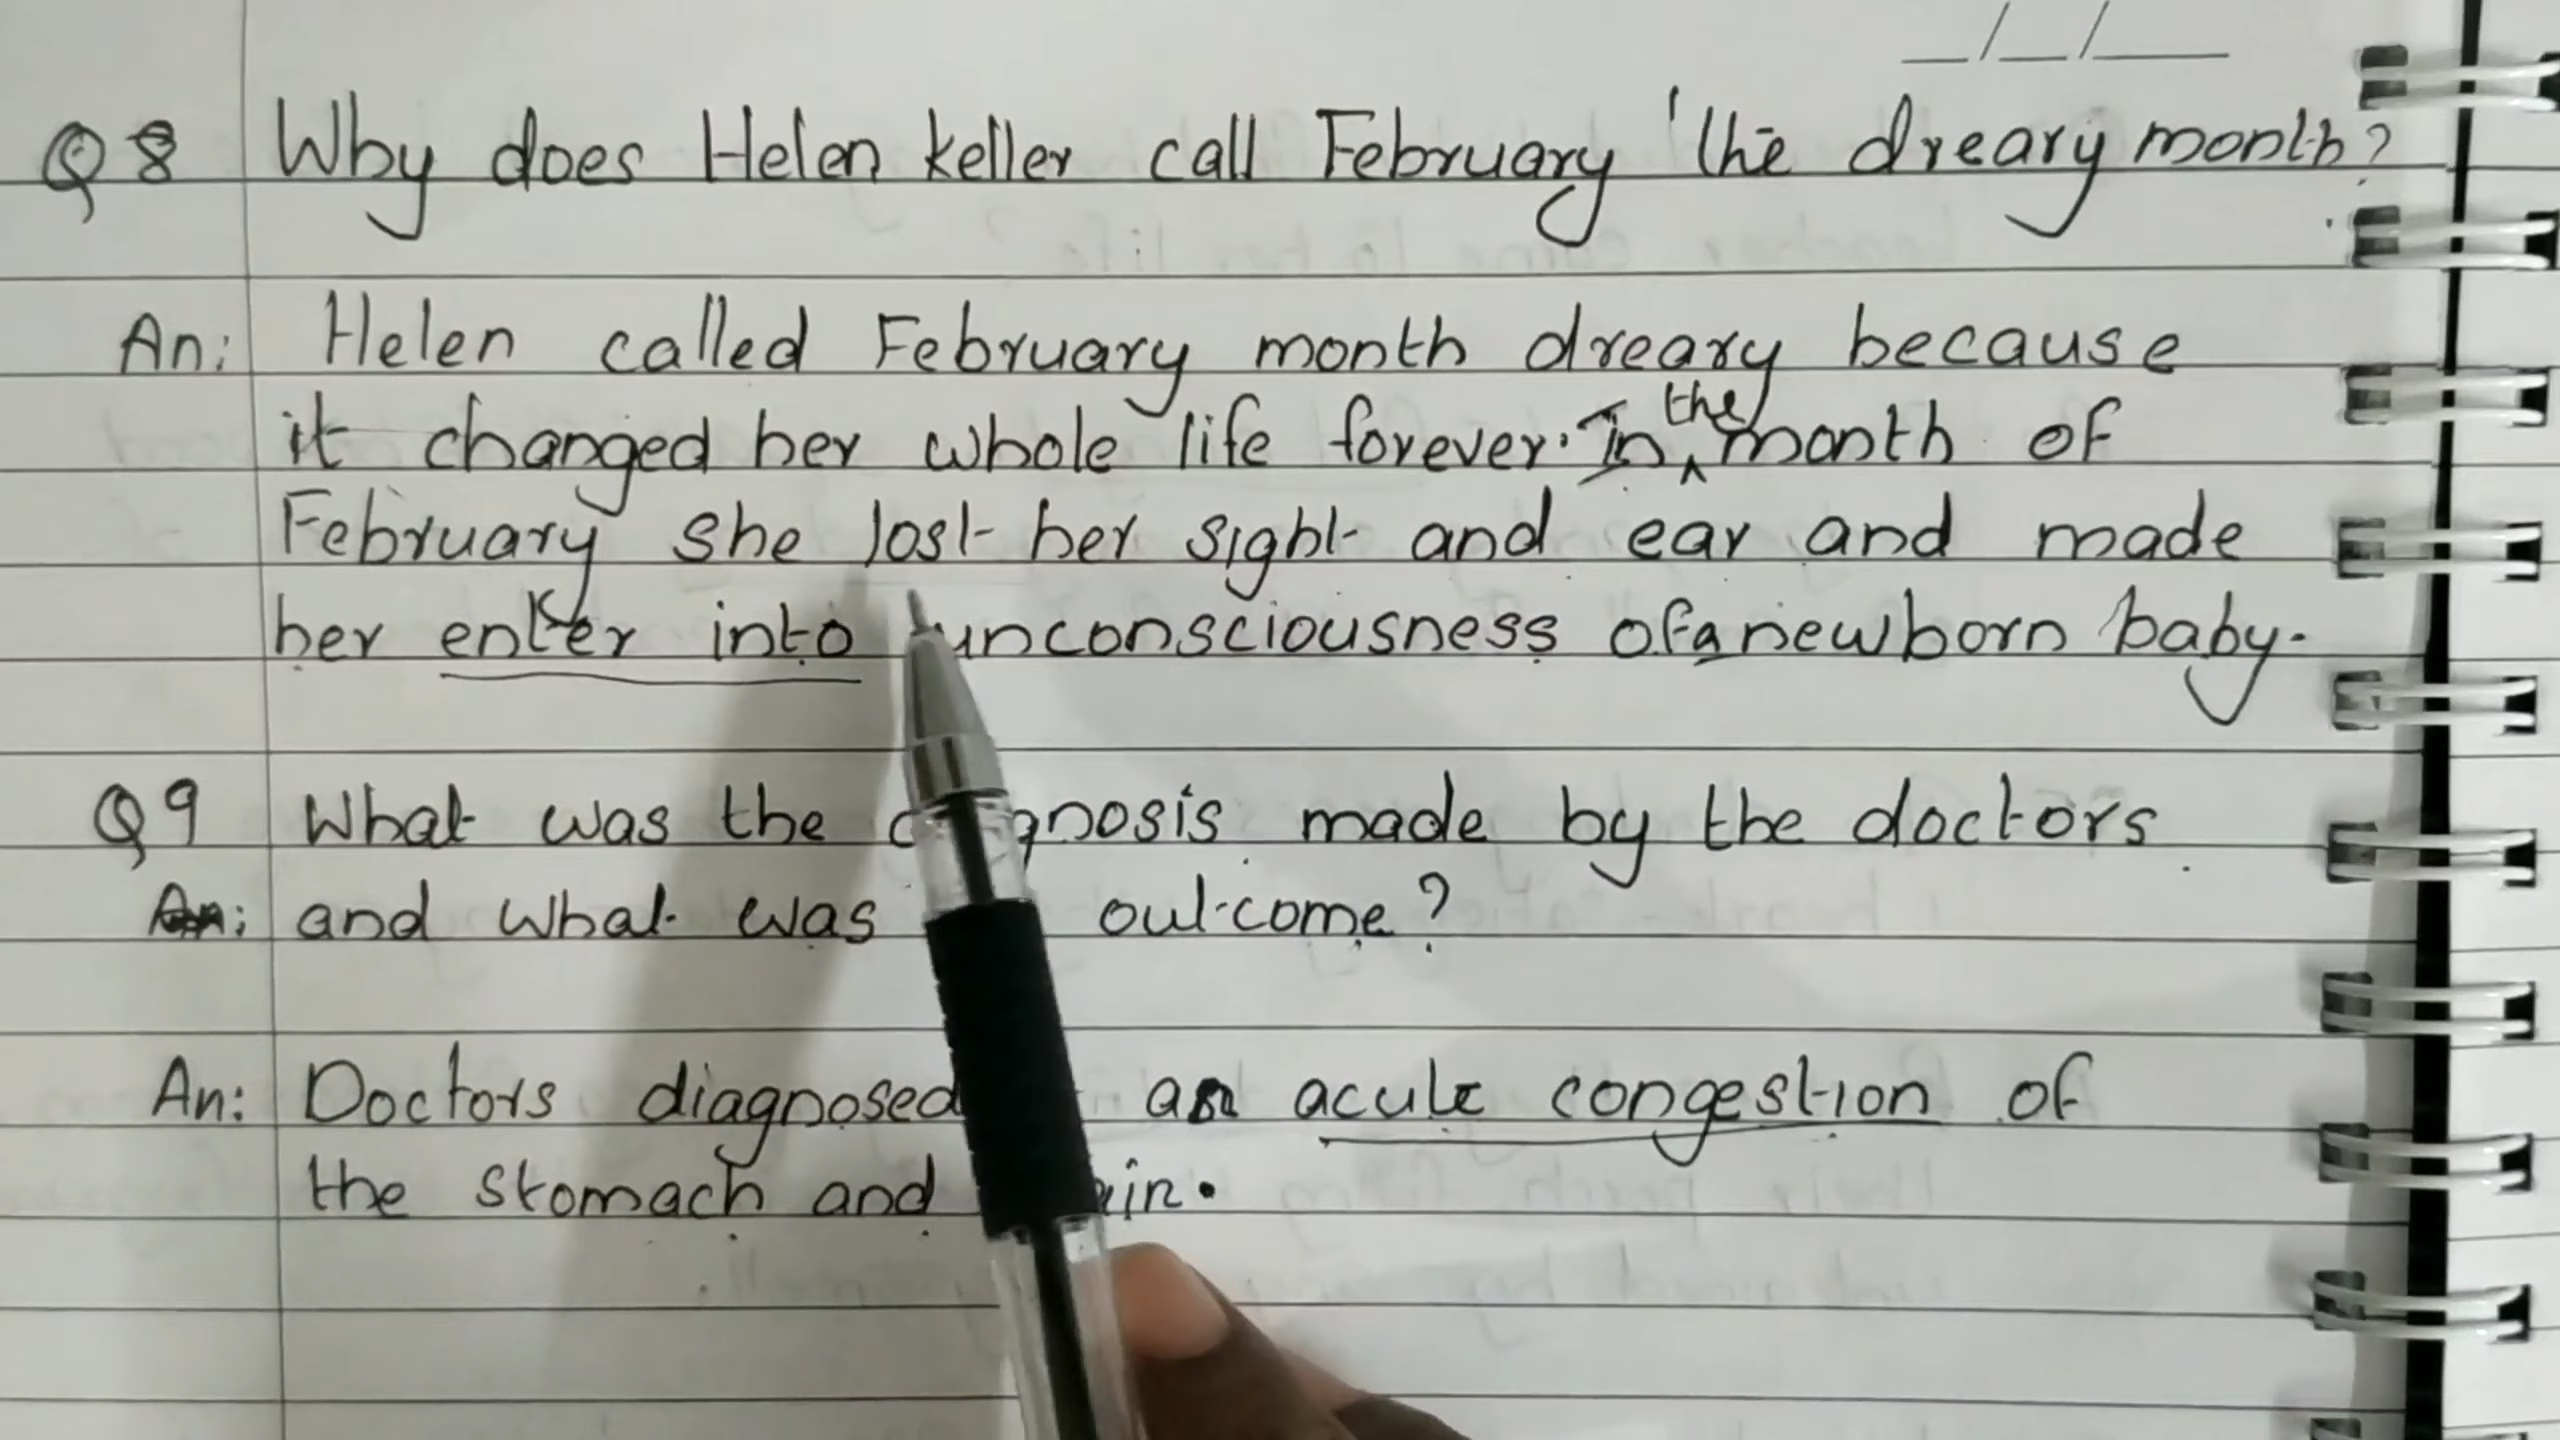 _/_/_
Q 8 Why does Helen keller call February 'the dreary month?
An: Helen called February month dreary because
it changed her whole life forever. In the month of
February she lost her sight and ear and made
her enter into unconsciousness of a newborn baby.
Q 9 What was the gnosis made by the doctors
An: and what was outcome?
An: Doctors diagnosed an acute congestion of
the stomach and ain.